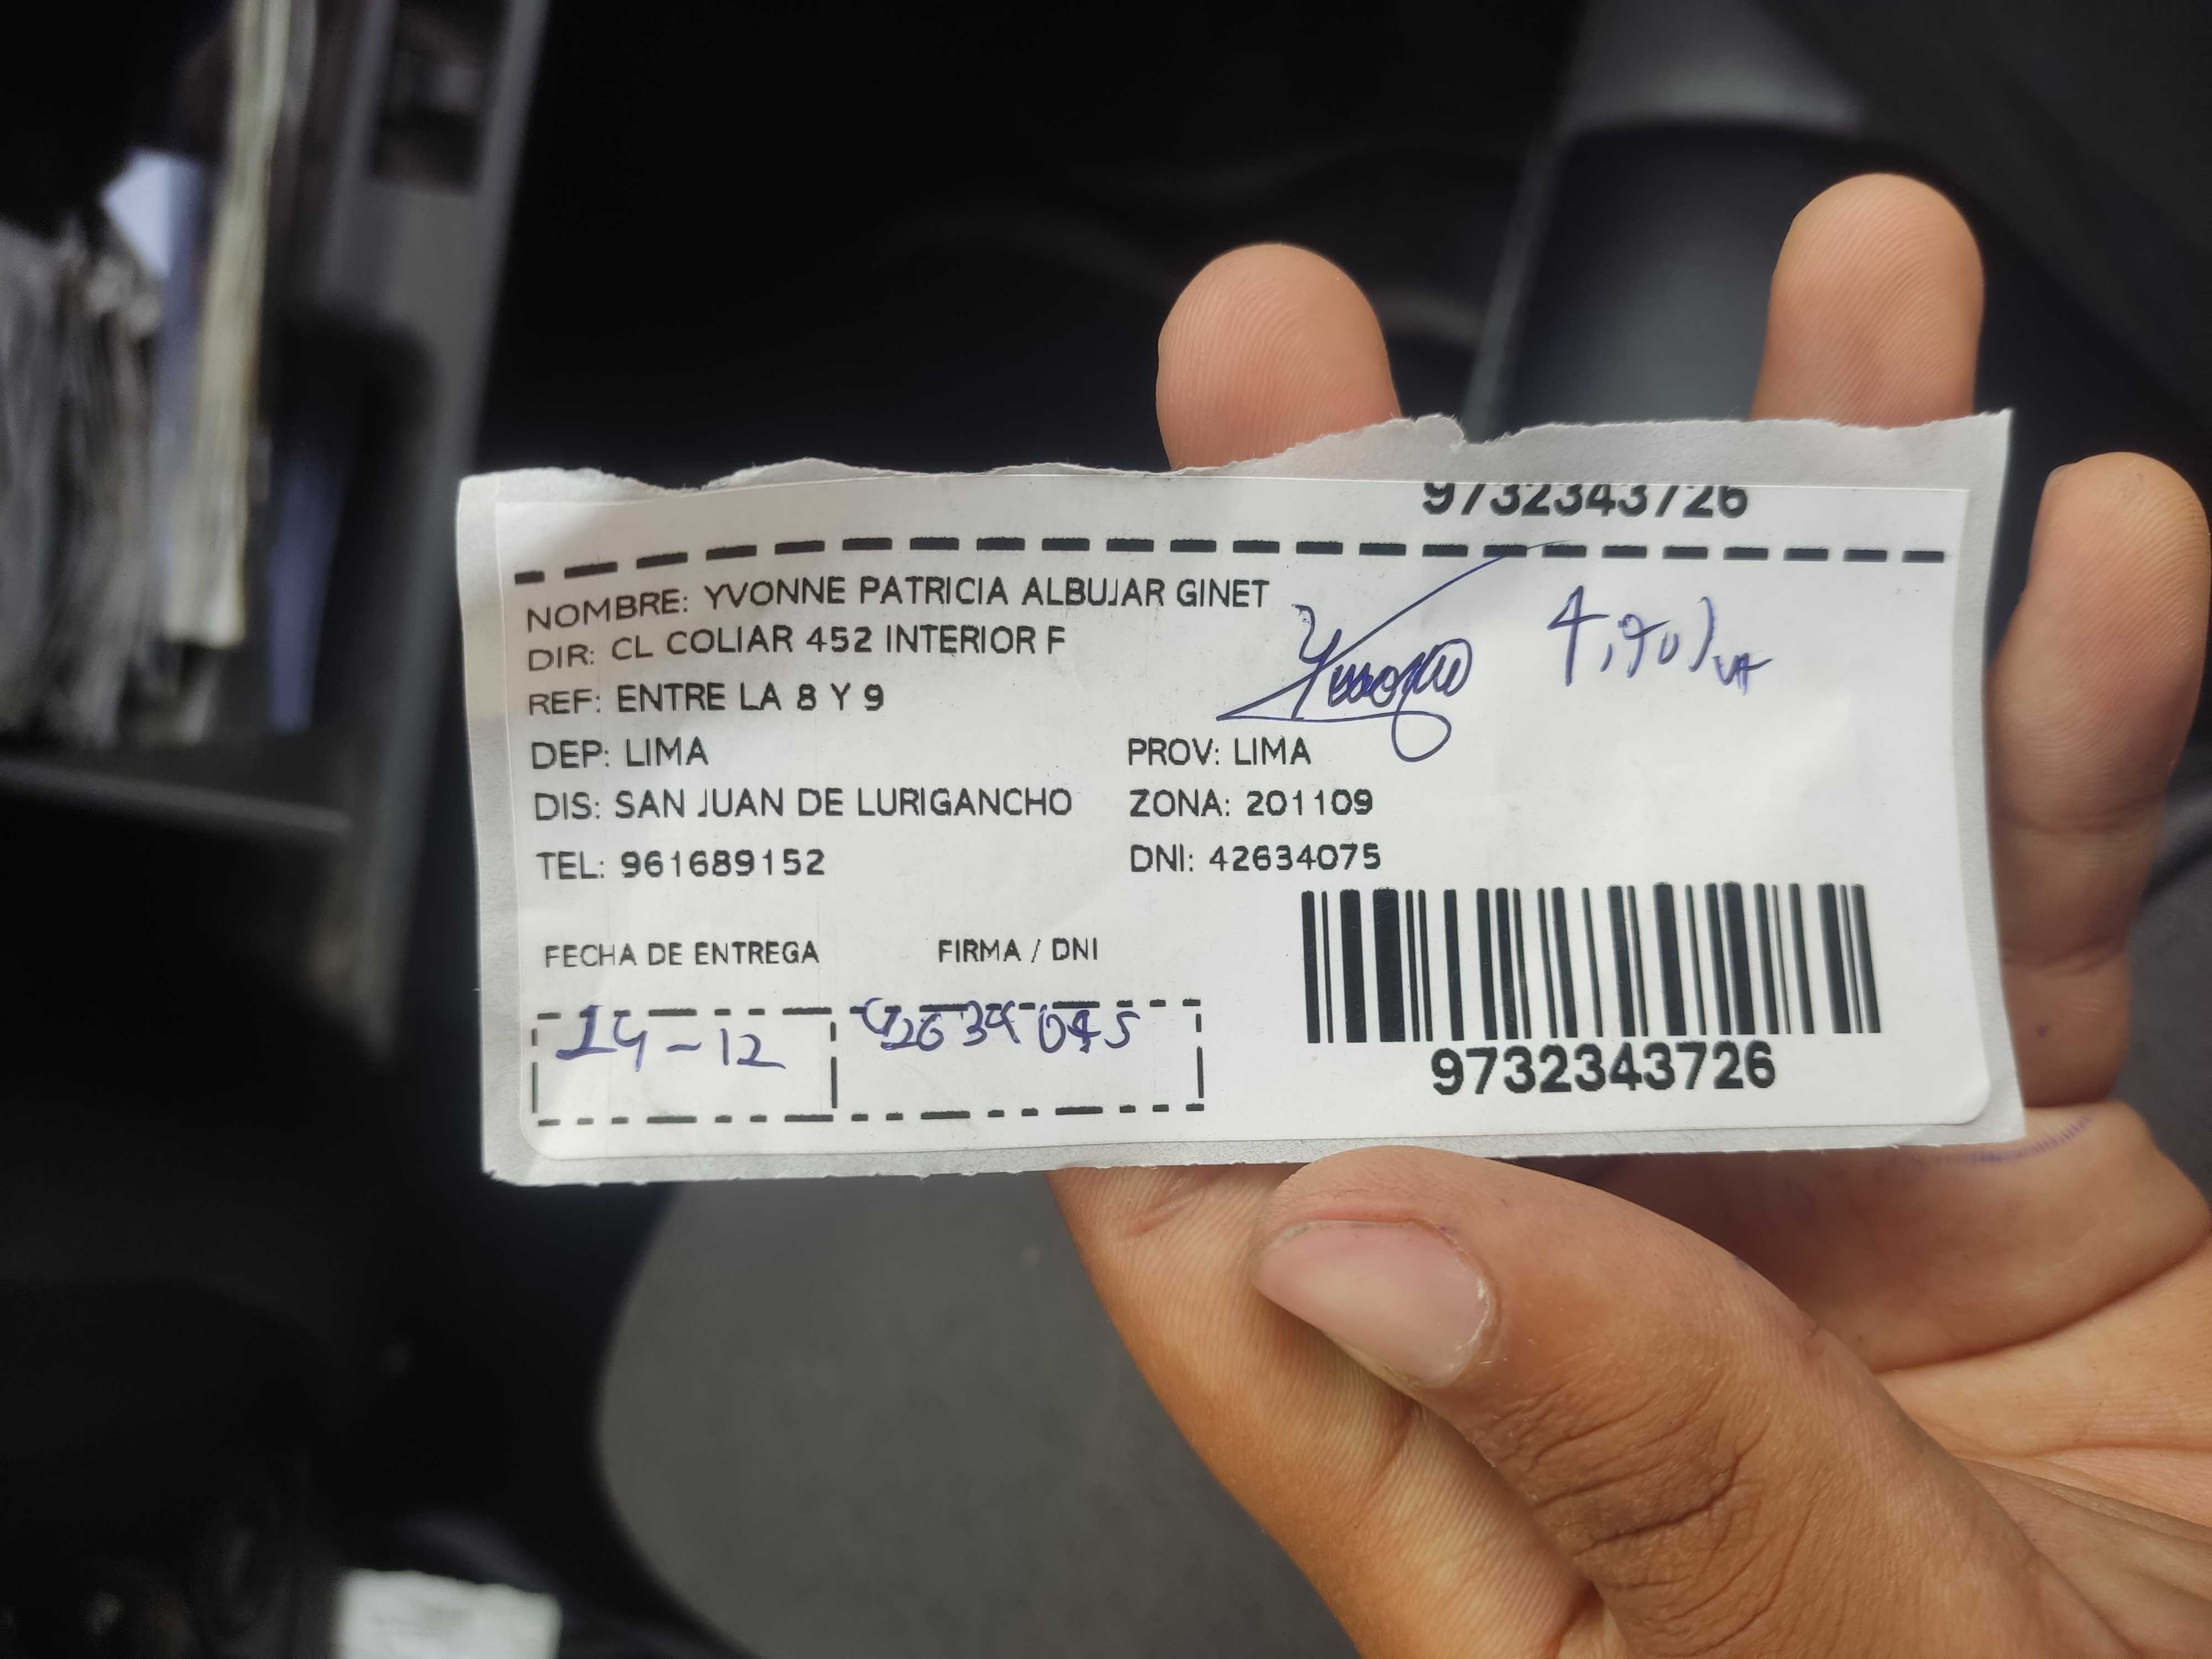 9732343726
NOMBRE: YVONNE PATRICIA ALBUJAR GINET
DIR: CL COLIAR 452 INTERIOR F
REF: ENTRE LA 8 Y 9
DEP: LIMA
PROV: LIMA
DIS: SAN JUAN DE LURIGANCHO
ZONA: 201109
TEL: 961689152
DNI: 42634075
FECHA DE ENTREGA
FIRMA / DNI
14-12
42634075
9732343726